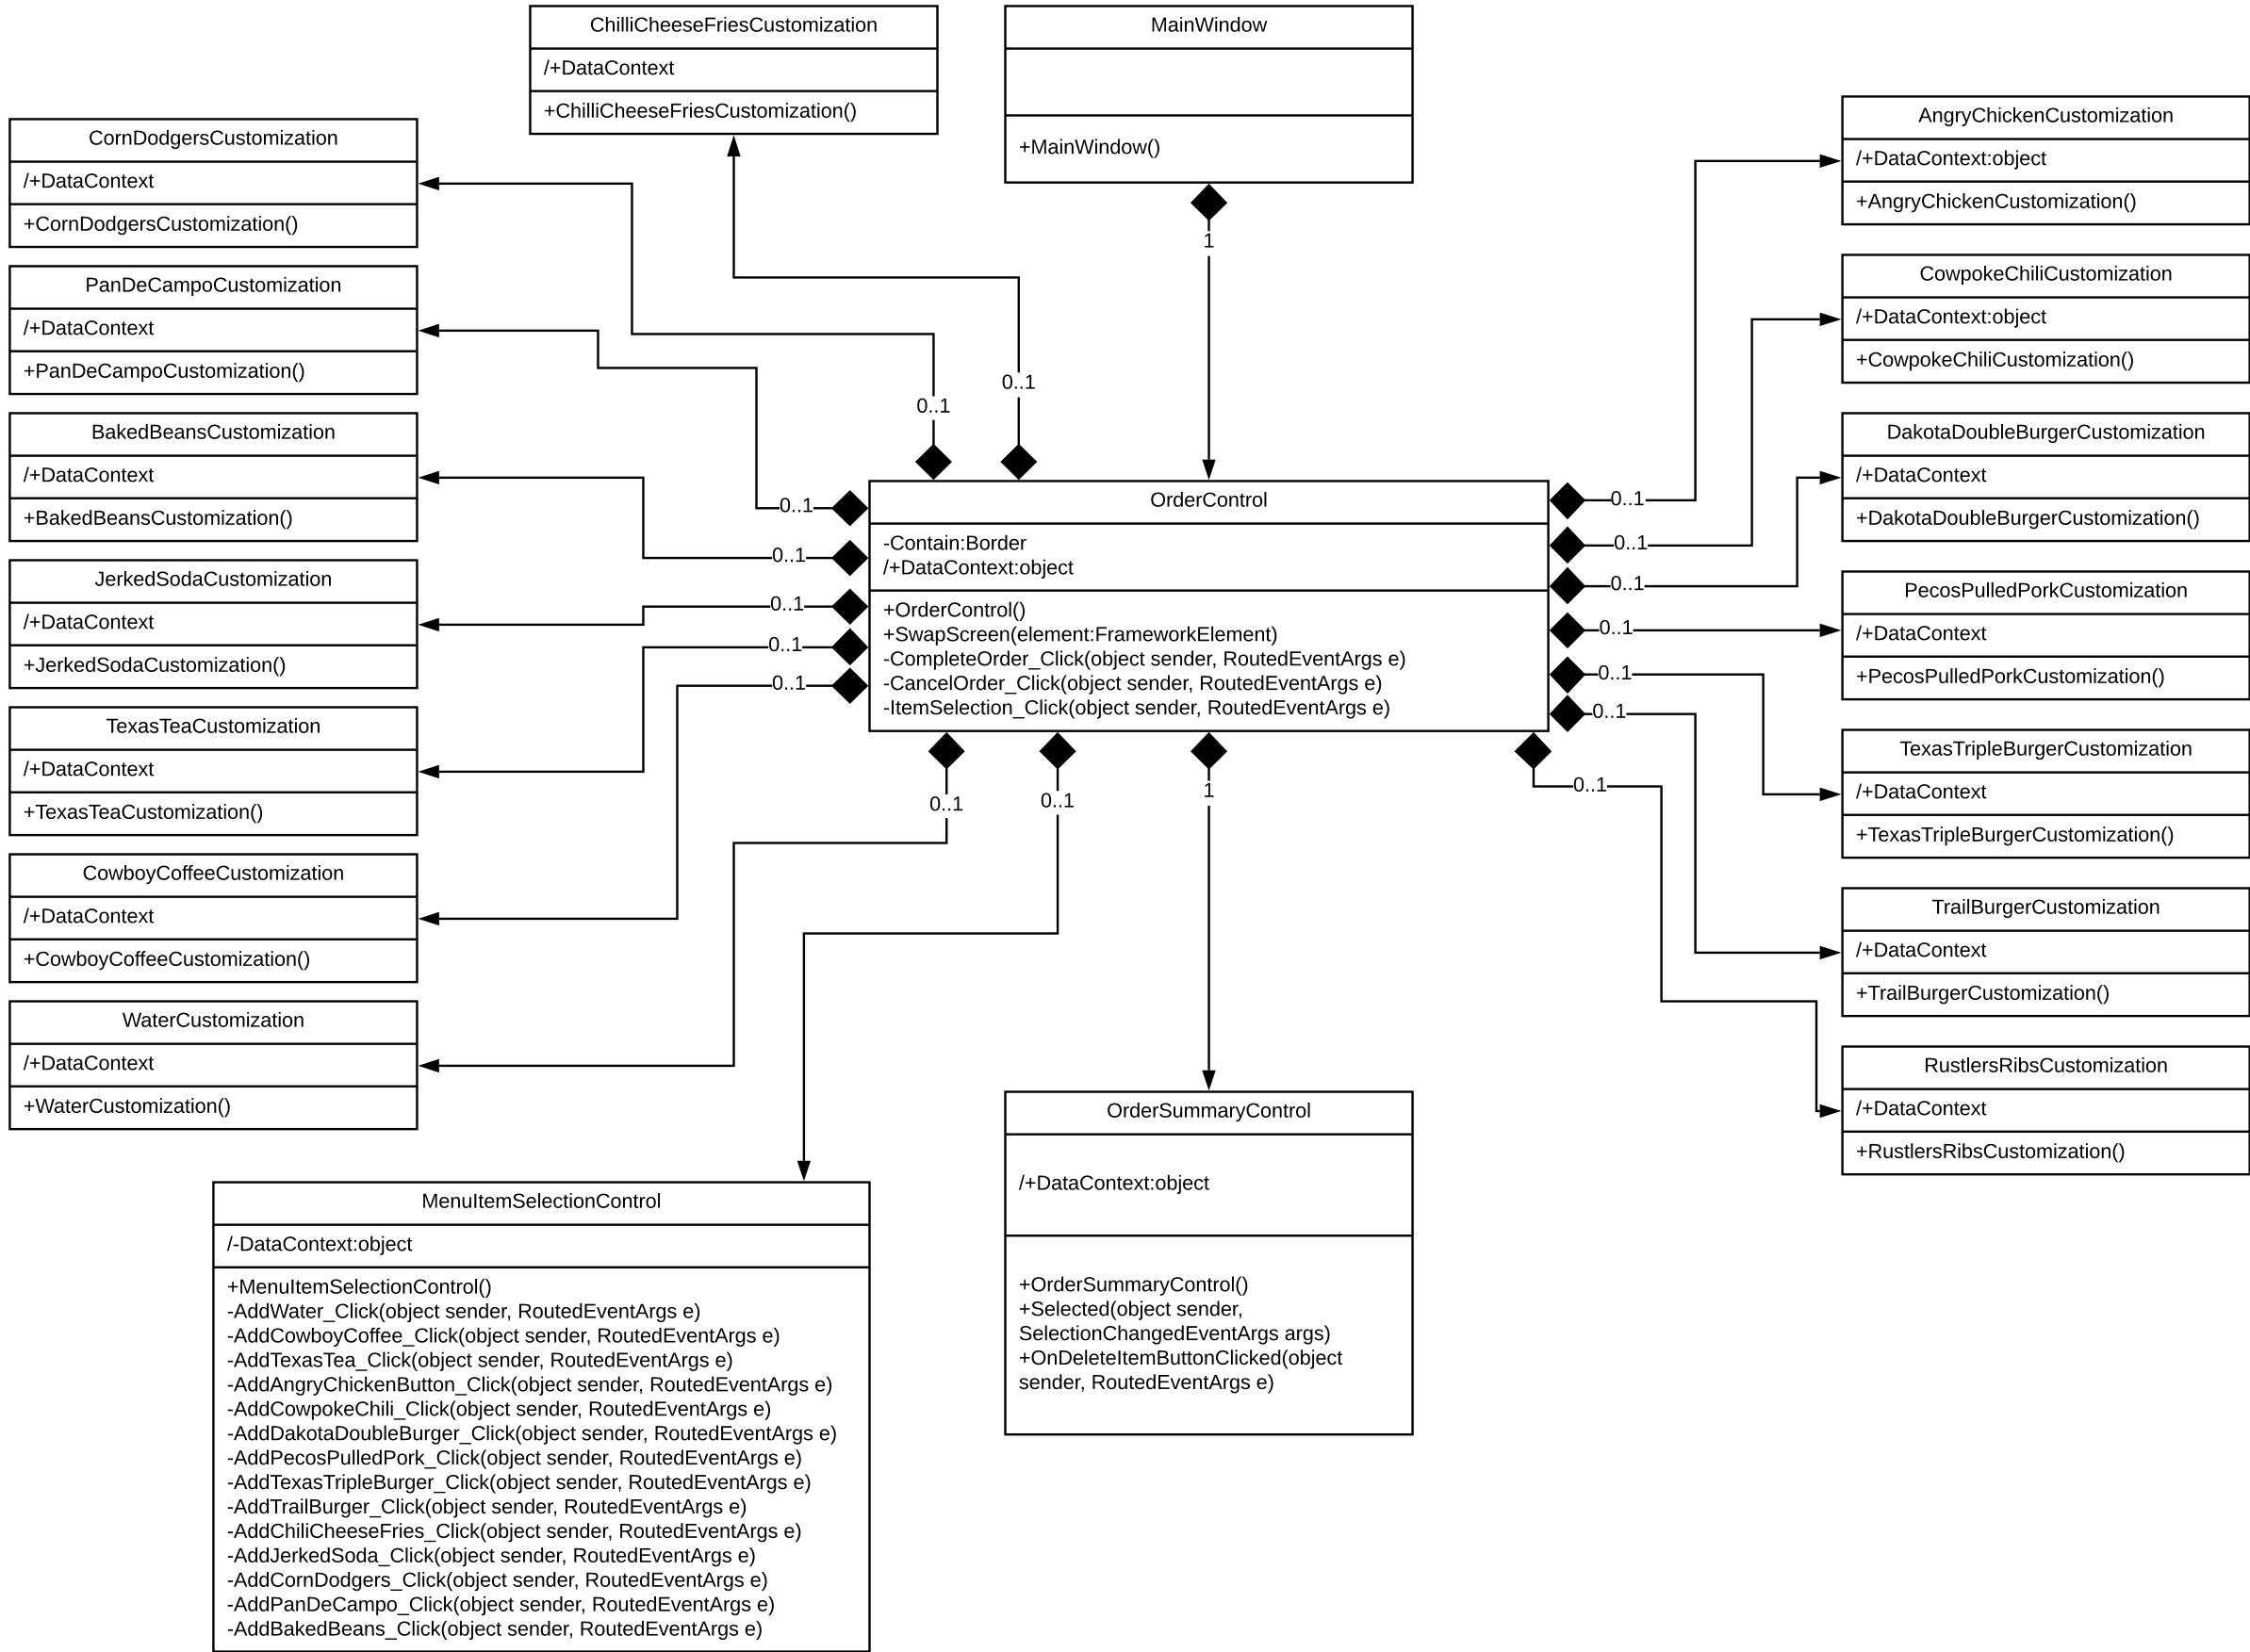 ChilliCheeseFriesCustomization
/+DataContext
+ChilliCheeseFriesCustomization()
MainWindow
+MainWindow()
CornDodgersCustomization
/+DataContext
+CornDodgersCustomization()
PanDeCampoCustomization
/+DataContext
+PanDeCampoCustomization()
BakedBeansCustomization
/+DataContext
+BakedBeansCustomization()
JerkedSodaCustomization
/+DataContext
+JerkedSodaCustomization()
TexasTeaCustomization
/+DataContext
+TexasTeaCustomization()
CowboyCoffeeCustomization
/+DataContext
+CowboyCoffeeCustomization()
WaterCustomization
/+DataContext
+WaterCustomization()
1
0..1
0..1
0..1
0..1
0..1
0..1
0..1
OrderControl
-Contain:Border
/+DataContext:object
+OrderControl()
+SwapScreen(element:FrameworkElement)
-CompleteOrder_Click(object sender, RoutedEventArgs e)
-CancelOrder_Click(object sender, RoutedEventArgs e)
-ItemSelection_Click(object sender, RoutedEventArgs e)
0..1
0..1
0..1
0..1
0..1
0..1
0..1
0..1
1
0..1
AngryChickenCustomization
/+DataContext:object
+AngryChickenCustomization()
CowpokeChiliCustomization
/+DataContext:object
+CowpokeChiliCustomization()
DakotaDoubleBurgerCustomization
/+DataContext
+DakotaDoubleBurgerCustomization()
PecosPulledPorkCustomization
/+DataContext
+PecosPulledPorkCustomization()
TexasTripleBurgerCustomization
/+DataContext
+TexasTripleBurgerCustomization()
TrailBurgerCustomization
/+DataContext
+TrailBurgerCustomization()
RustlersRibsCustomization
/+DataContext
+RustlersRibsCustomization()
MenuItemSelectionControl
/-DataContext:object
+MenuItemSelectionControl()
-AddWater_Click(object sender, RoutedEventArgs e)
-AddCowboyCoffee_Click(object sender, RoutedEventArgs e)
-AddTexasTea_Click(object sender, RoutedEventArgs e)
-AddAngryChickenButton_Click(object sender, RoutedEventArgs e)
-AddCowpokeChili_Click(object sender, RoutedEventArgs e)
-AddDakotaDoubleBurger_Click(object sender, RoutedEventArgs e)
-AddPecosPulledPork_Click(object sender, RoutedEventArgs e)
-AddTexasTripleBurger_Click(object sender, RoutedEventArgs e)
-AddTrailBurger_Click(object sender, RoutedEventArgs e)
-AddChiliCheeseFries_Click(object sender, RoutedEventArgs e)
-AddJerkedSoda_Click(object sender, RoutedEventArgs e)
-AddCornDodgers_Click(object sender, RoutedEventArgs e)
-AddPanDeCampo_Click(object sender, RoutedEventArgs e)
-AddBakedBeans_Click(object sender, RoutedEventArgs e)
OrderSummaryControl
/+DataContext:object
+OrderSummaryControl()
+Selected(object sender,
SelectionChangedEventArgs args)
+OnDeleteItemButtonClicked(object
sender, RoutedEventArgs e)